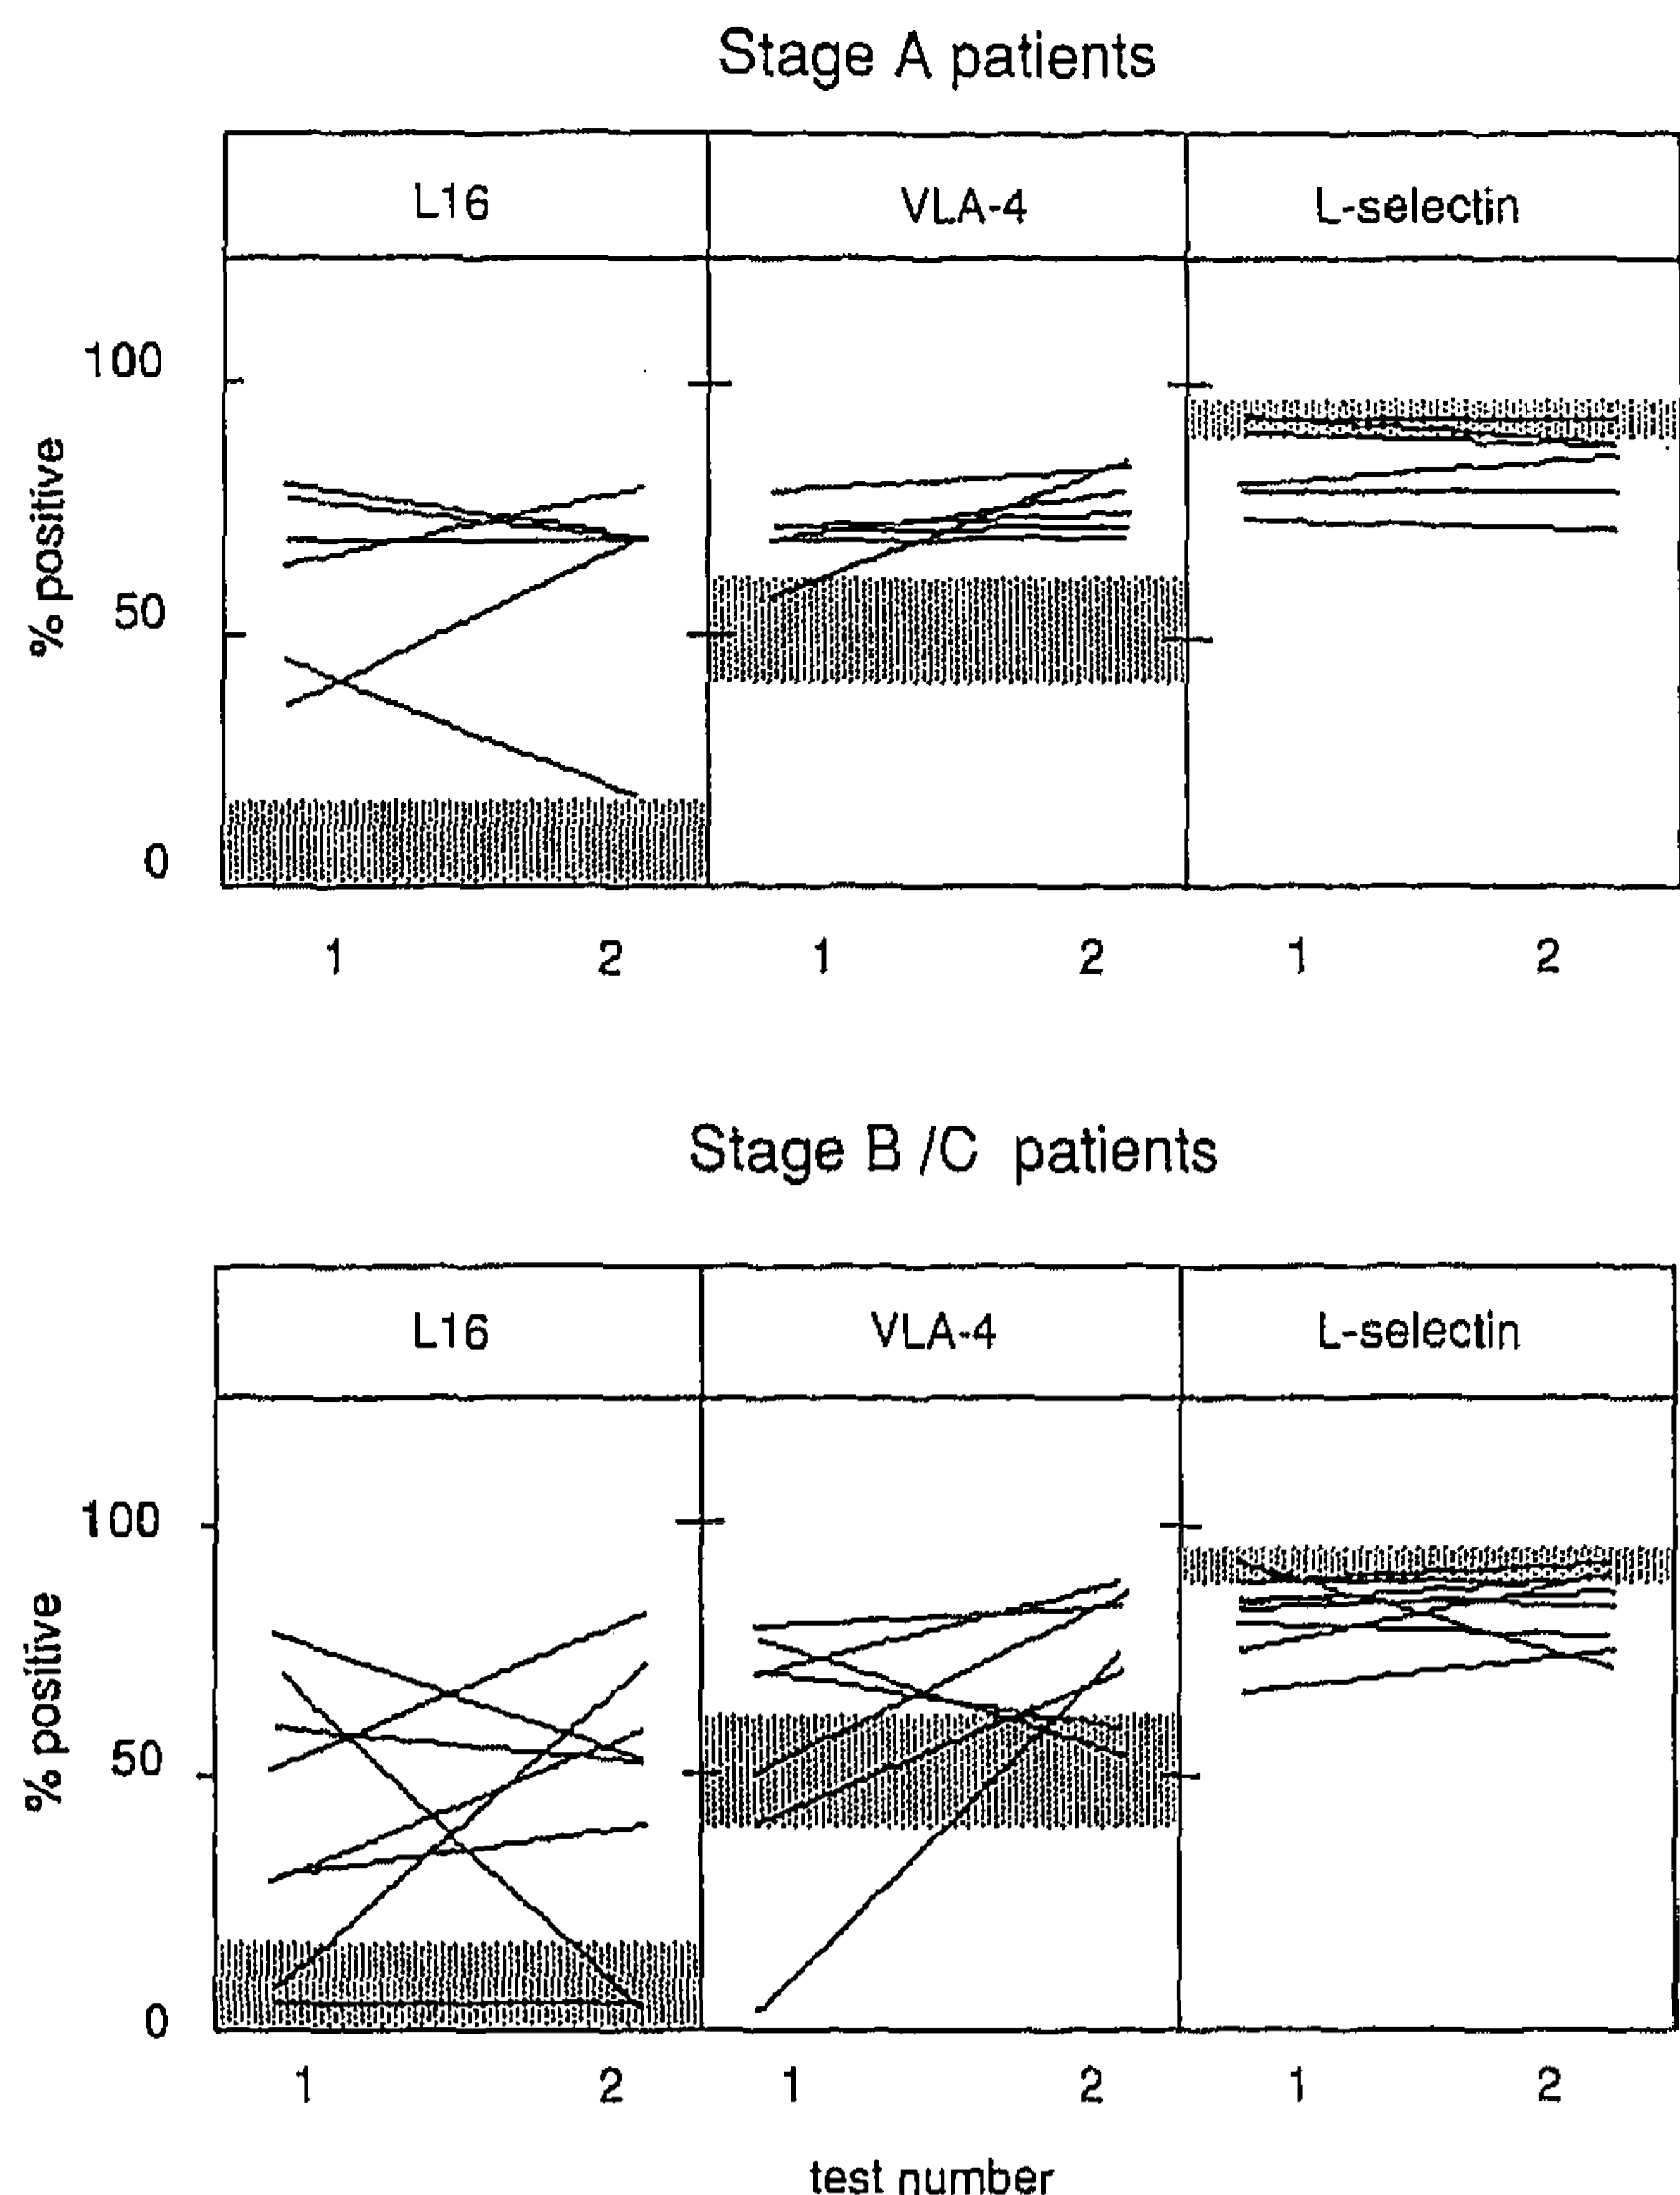 Stage A patients
L16 VLA-4 L-selectin
100
% positive
50
0
1 2 1 2 1 2
Stage B /C patients
L16 VLA-4 L-selectin
100
% positive
50
0
1 2 1 2 1 2
test number